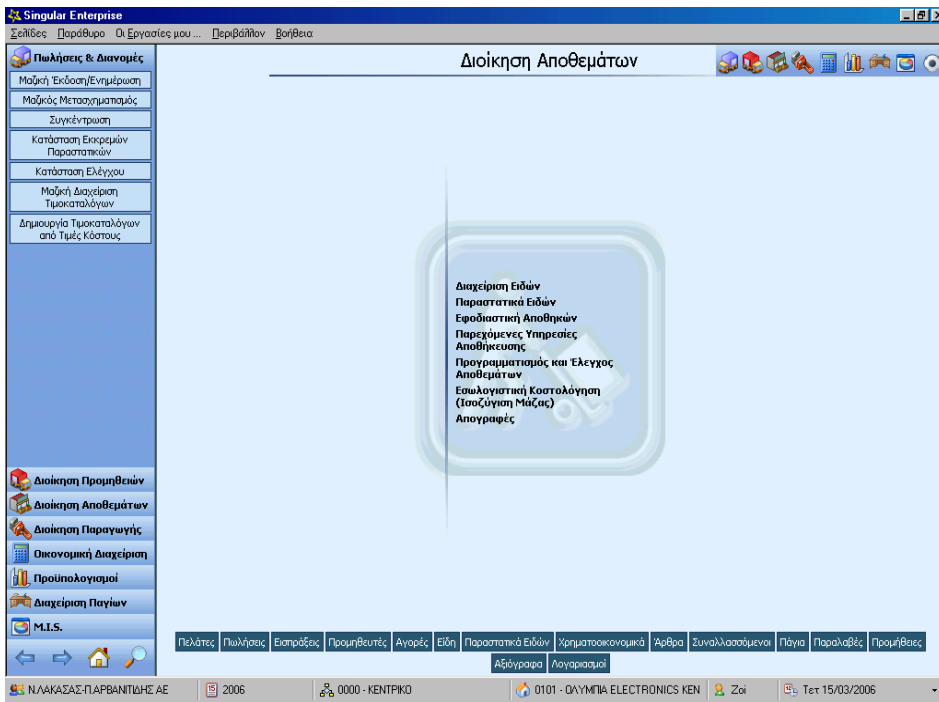 Singular Enterprise
Σελίδες Παράθυρο Οι Εργασίες μου ... Περιβάλλον Βοήθεια
Πωλήσεις & Διανομές
Διοίκηση Αποθεμάτων
Μαζική Έκδοση/Ενημέρωση
Μαζικός Μετασχηματισμός
Συγκέντρωση
Κατάσταση Εκκρεμών
Παραστατικών
Κατάσταση Ελέγχου
Μαζική Διαχείριση
Τιμοκαταλόγων
Δημιουργία Τιμοκαταλόγων
από Τιμές Κόστους
Διαχείριση Ειδών
Παραστατικά Ειδών
Εφοδιαστική Αποθηκών
Παρεχόμενες Υπηρεσίες
Αποθήκευσης
Προγραμματισμός και Έλεγχος
Αποθεμάτων
Εσωλογιστική Κοστολόγηση
(Ισοζύγιση Μάζας)
Απογραφές
Διοίκηση Προμηθειών
Διοίκηση Αποθεμάτων
Διοίκηση Παραγωγής
Οικονομική Διαχείριση
Προϋπολογισμοί
Διαχείριση Παγίων
M.I.S.
Πελάτες Πωλήσεις Εισπράξεις Προμηθευτές Αγορές Είδη Παραστατικά Ειδών Χρηματοοικονομικά Άρθρα Συναλλασσόμενοι Πάγια Παραλαβές Προμήθειες
Αξιόγραφα Λογαριασμοί
Ν.ΛΑΚΑΣΑΣ-Π.ΑΡΒΑΝΙΤΙΔΗΣ ΑΕ 2006 0000 - ΚΕΝΤΡΙΚΟ 0101 - ΟΛΥΜΠΙΑ ELECTRONICS ΚΕΝ Ζοί Τετ 15/03/2006